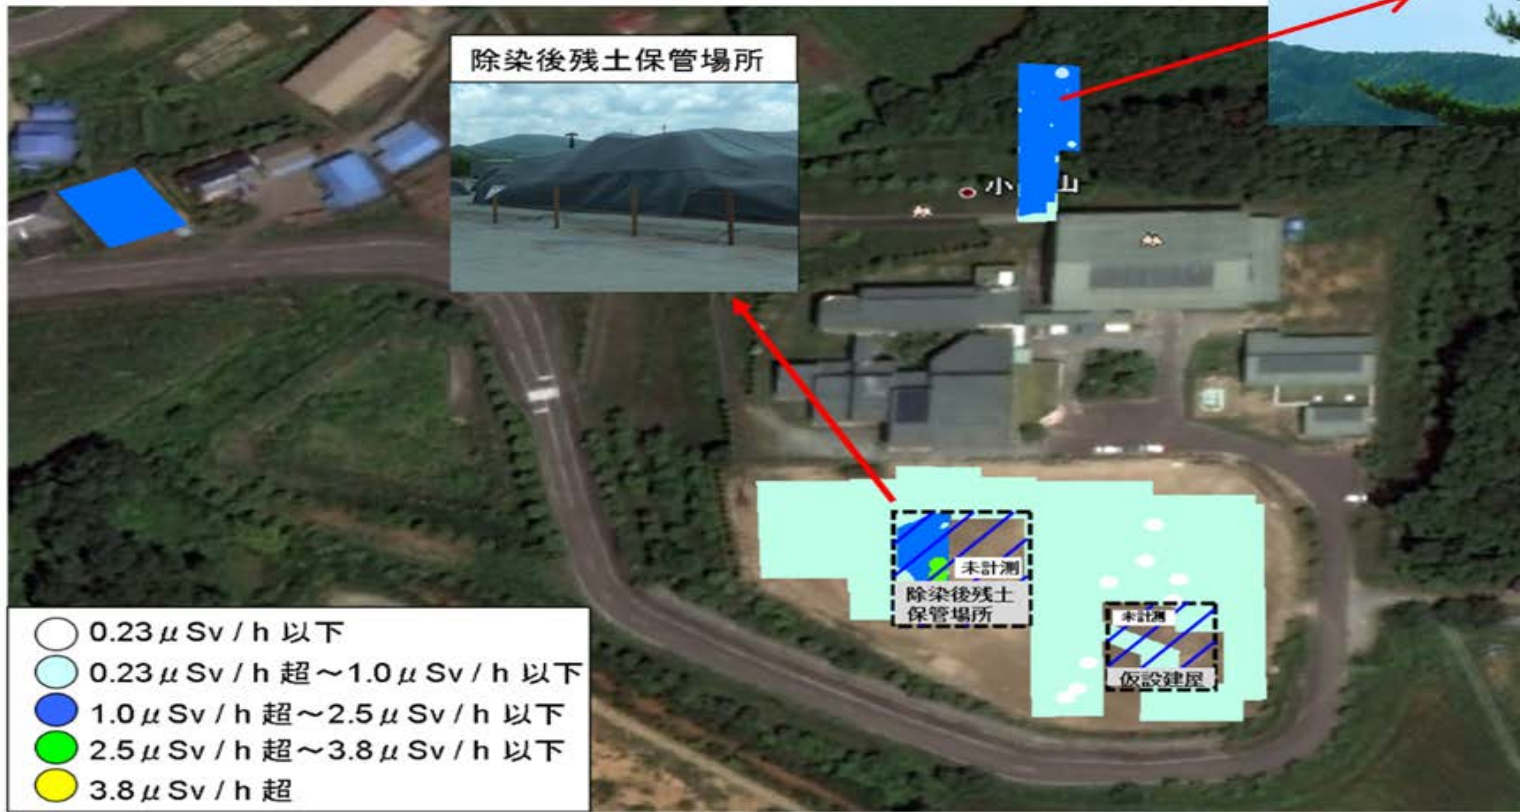 除染後残土保管場所
小
山
未計測
除染後残土
保管場所
未計測
仮設建屋
0.23μSv/h 以下
0.23μSv/h 超～1.0μSv/h 以下
1.0μSv/h 超～2.5μSv/h 以下
2.5μSv/h 超～3.8μSv/h 以下
3.8μSv/h 超